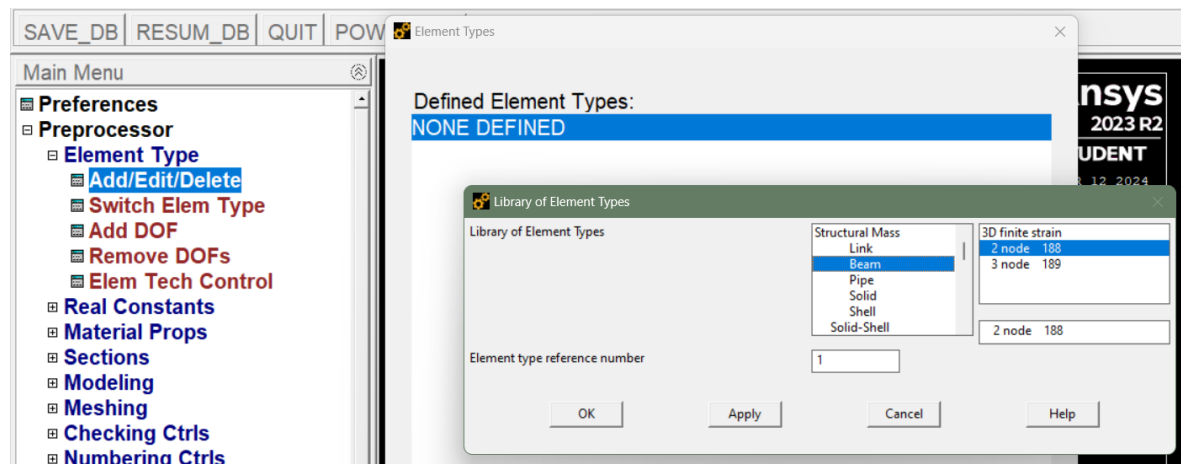 SAVE_DB RESUM_DB QUIT POW
Element Types
Main Menu
Preferences
Preprocessor
Element Type
Add/Edit/Delete
Switch Elem Type
Add DOF
Remove DOFs
Elem Tech Control
Real Constants
Material Props
Sections
Modeling
Meshing
Checking Ctrls
Numbering Ctrls
Defined Element Types:
NONE DEFINED
nsys
2023 R2
UDENT
12 2024
Library of Element Types
Library of Element Types
Structural Mass
Link
Beam
Pipe
Solid
Shell
Solid-Shell
3D finite strain
2 node 188
3 node 189
2 node 188
Element type reference number
1
OK Apply Cancel Help